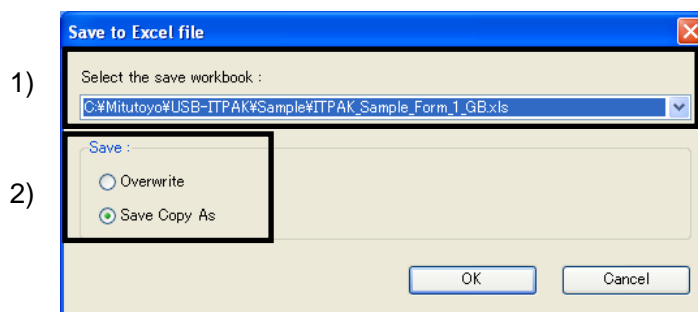 Save to Excel file
1)
Select the save workbook :
C:¥Mitutoyo¥USB-ITPAK¥Sample¥ITPAK_Sample_Form_1_GB.xls
2)
Save :
Overwrite
Save Copy As
OK Cancel